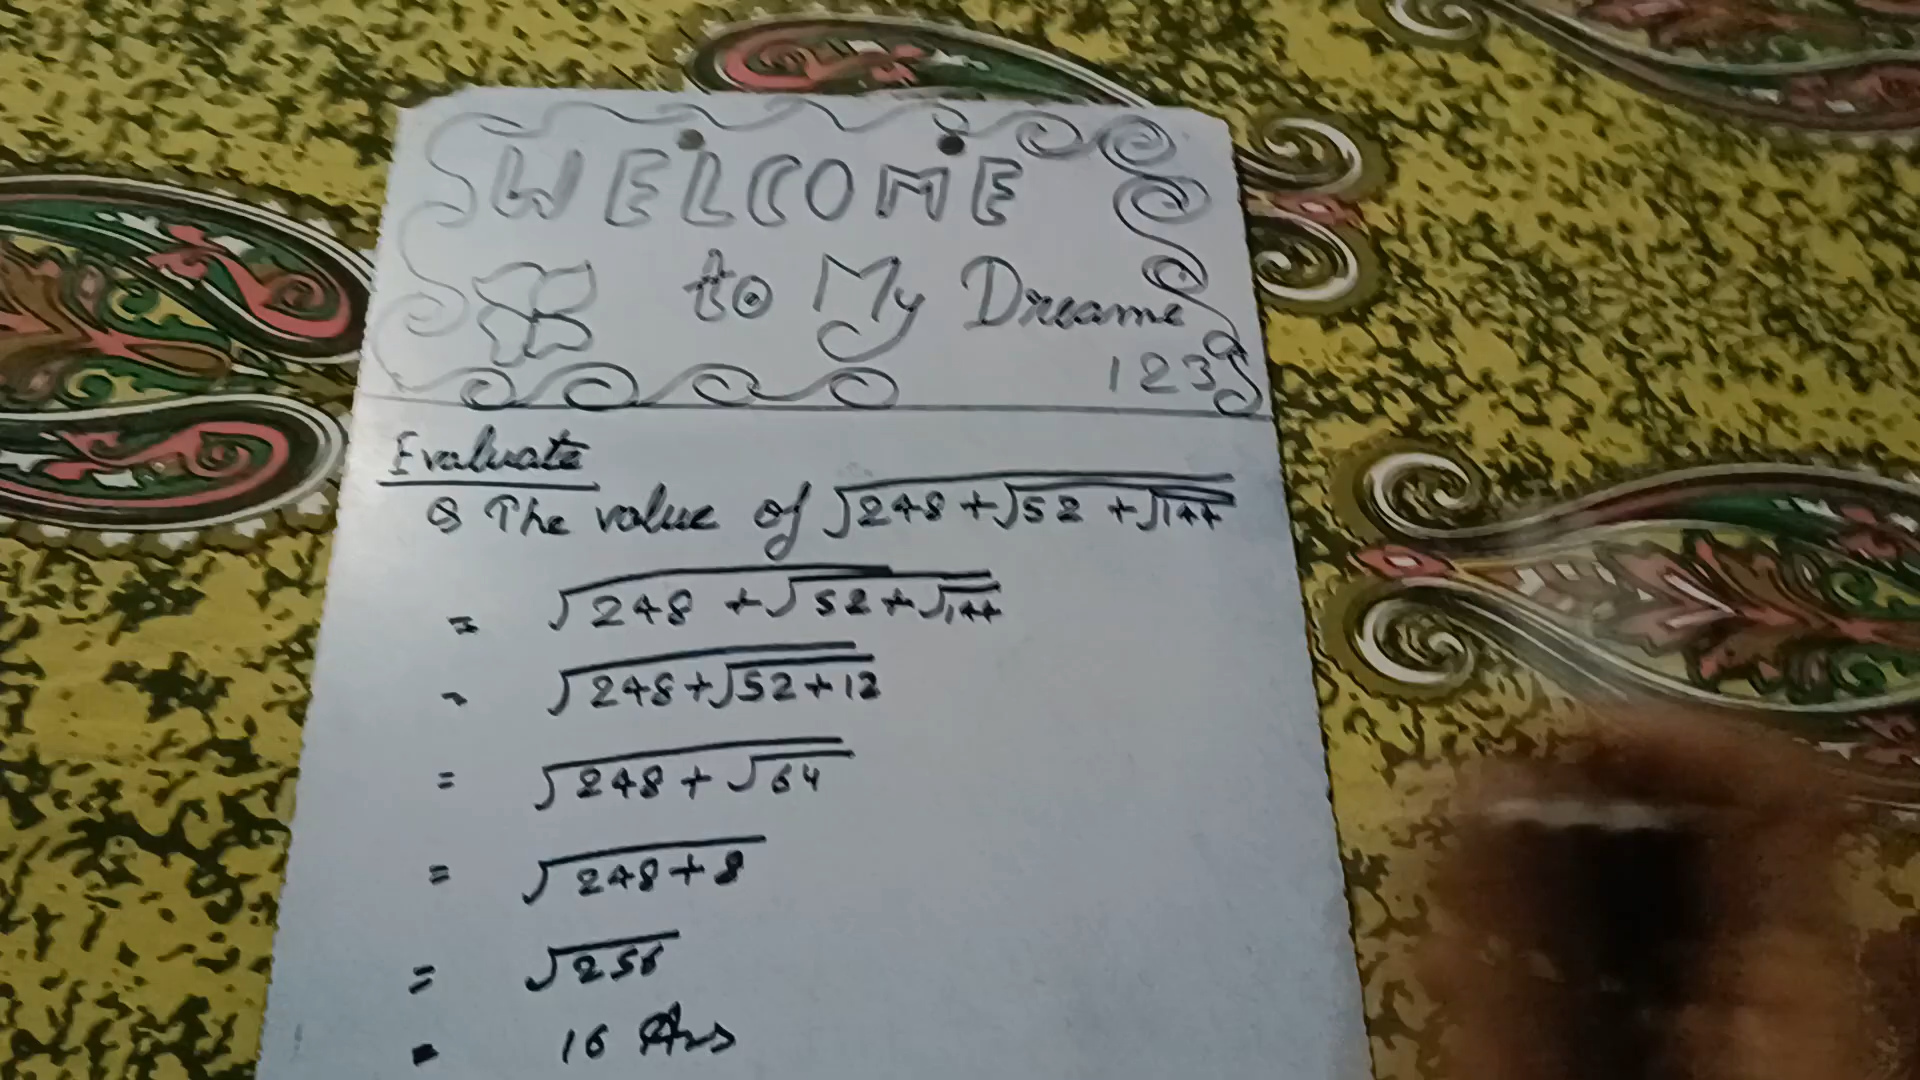 WELCOME
to My Dreame
123
Evaluate
Q The value of √248 + √52 + √144
= √248 + √52 + √144
= √248 + √52 + 12
= √248 + √64
= √248 + 8
= √256
= 16 Ans